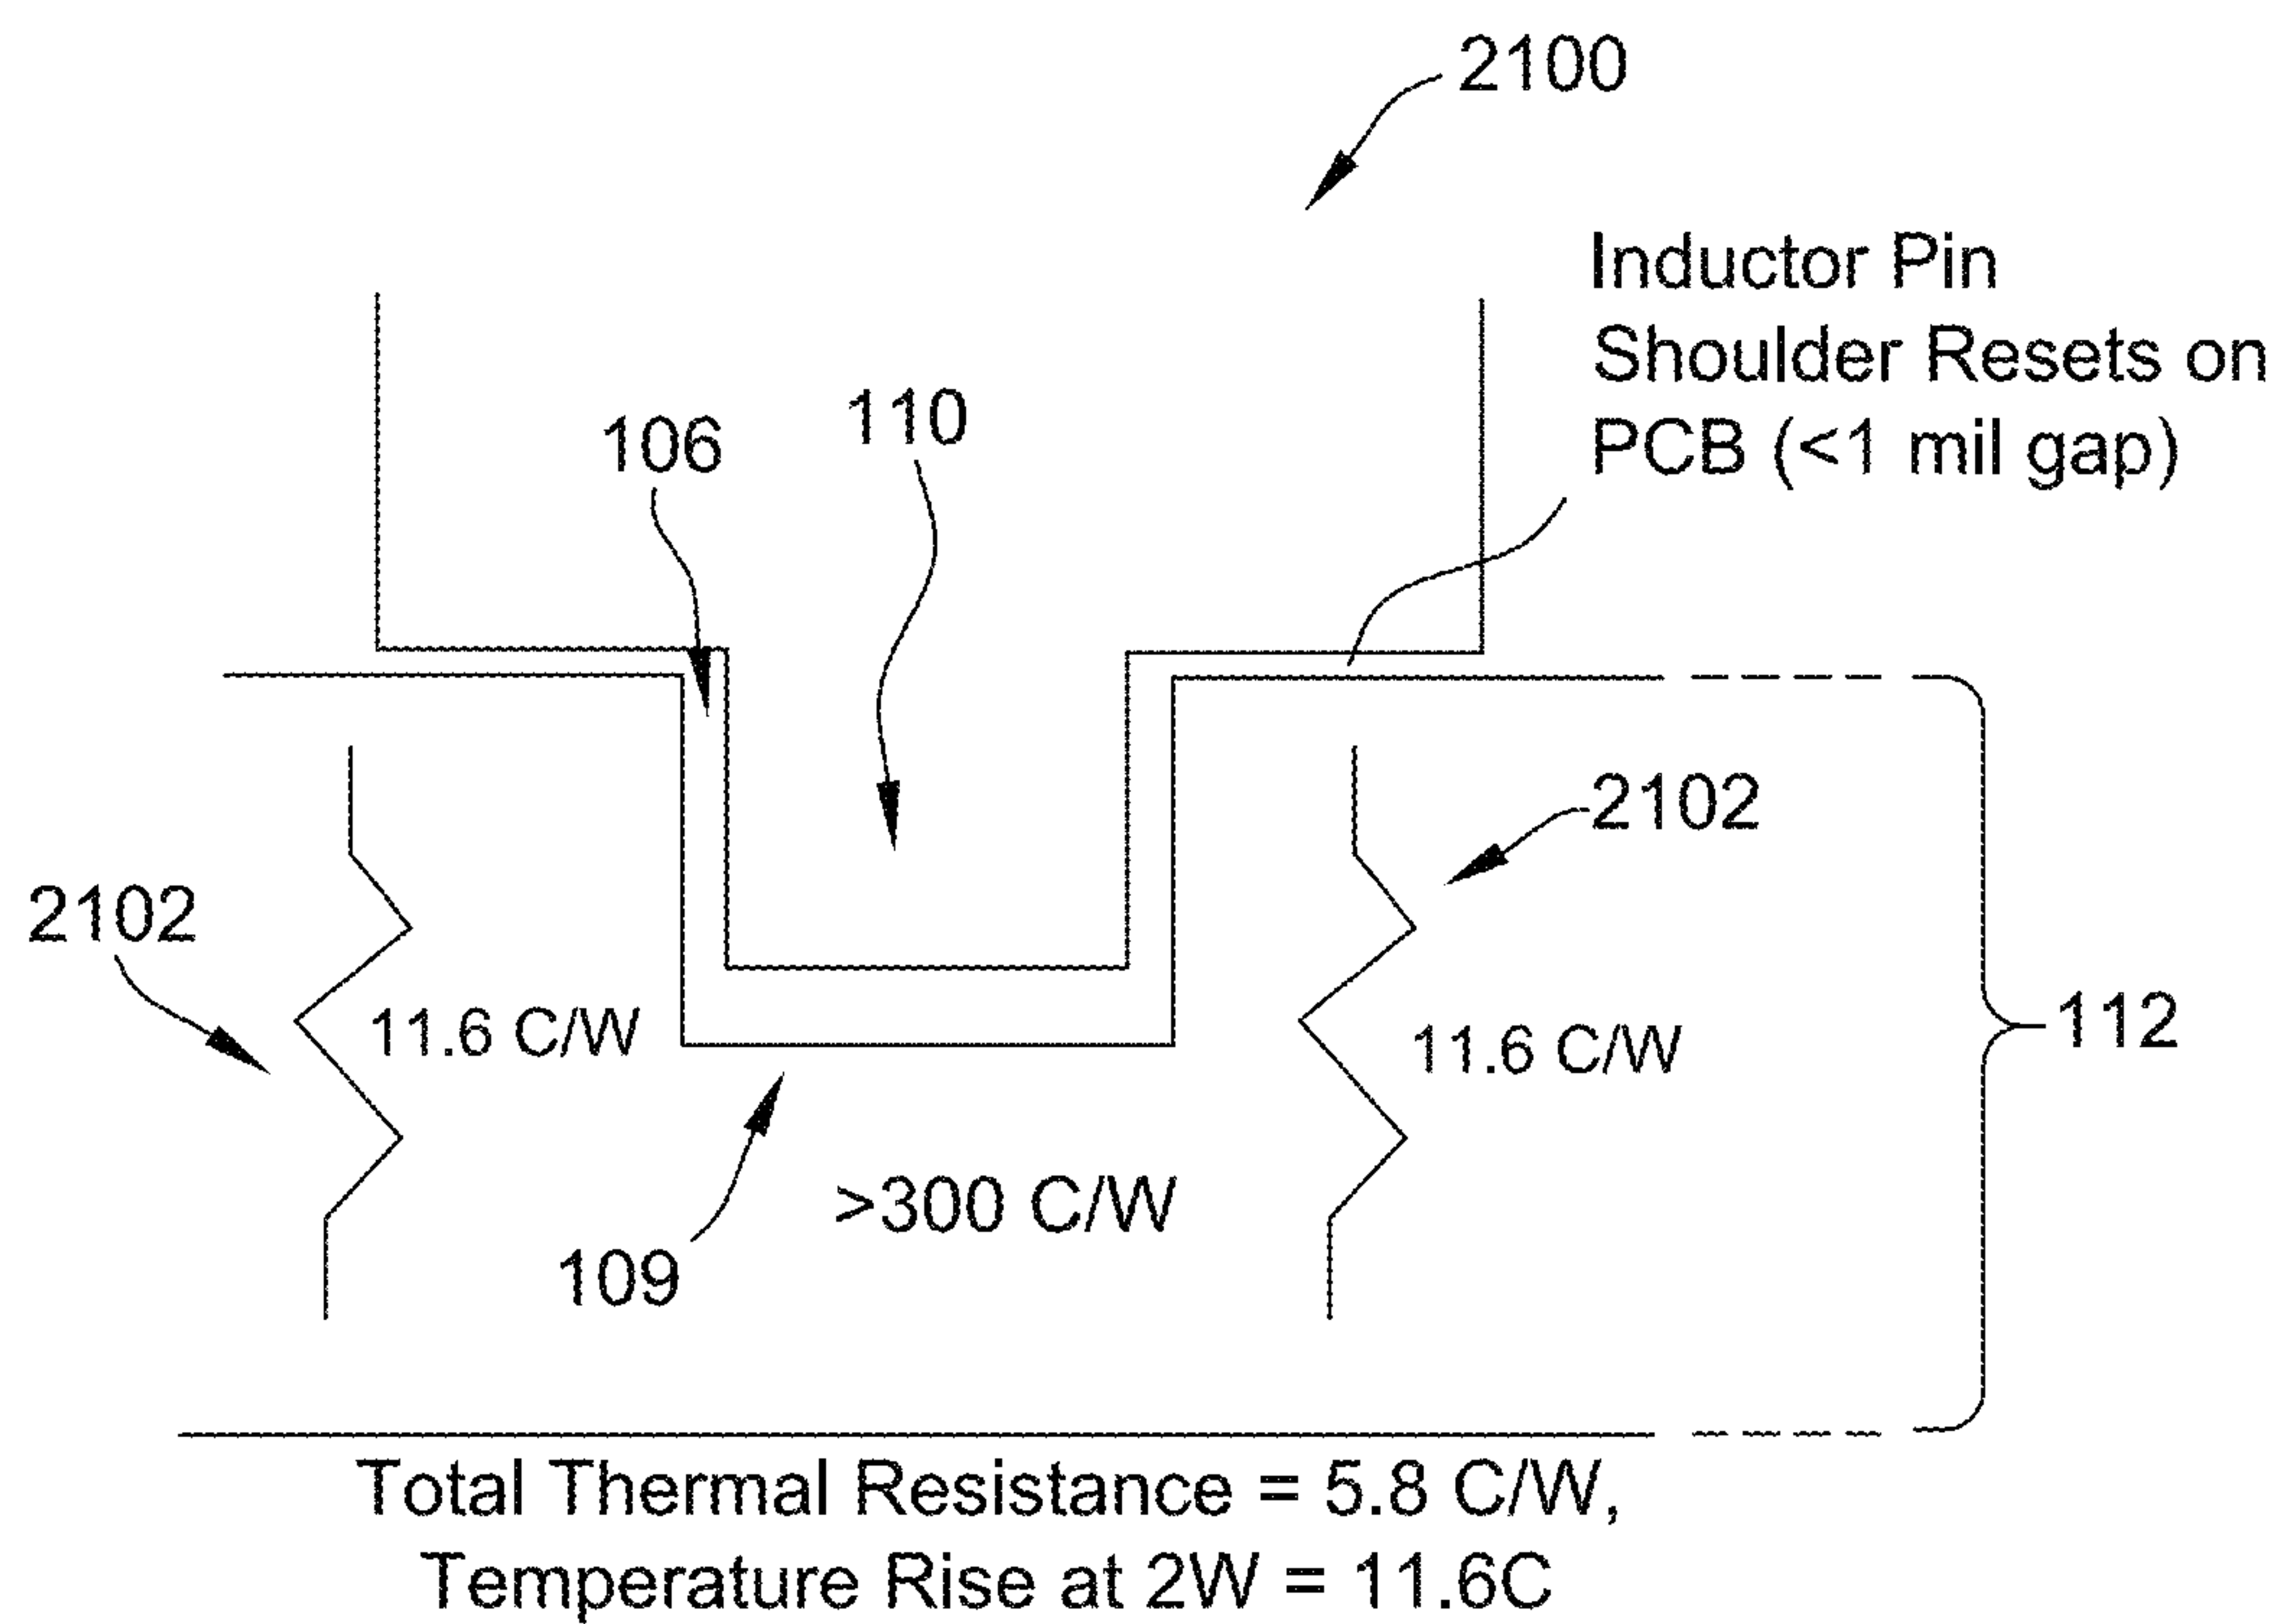 2100
Inductor Pin
Shoulder Resets on
PCB (<1 mil gap)
110
106
2102
2102
11.6 C/W
11.6 C/W
112
>300 C/W
109
Total Thermal Resistance = 5.8 C/W,
Temperature Rise at 2W = 11.6C